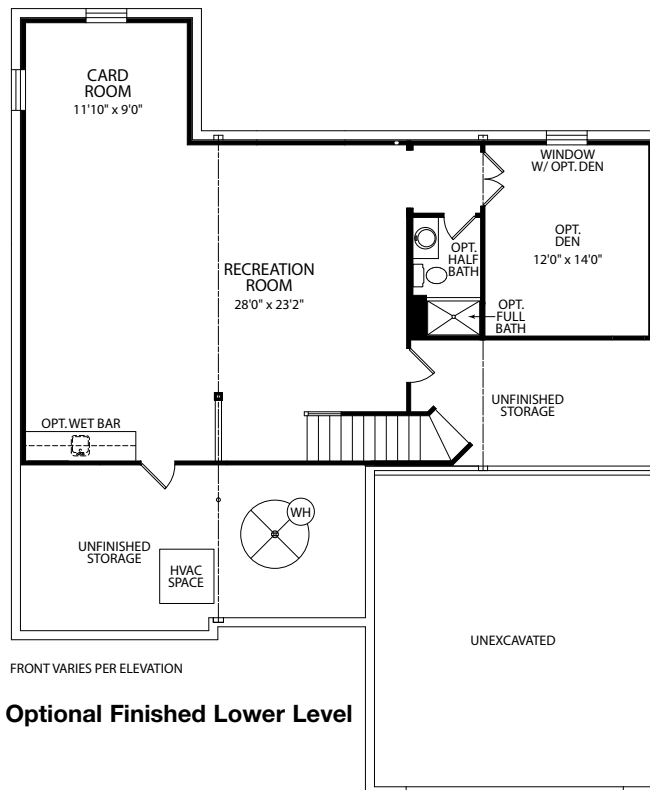 CARD
ROOM
11'10" x 9'0"
WINDOW
W/ OPT. DEN
OPT.
DEN
12'0" x 14'0"
OPT.
HALF
BATH
RECREATION
ROOM
28'0" x 23'2"
OPT.
FULL
BATH
UNFINISHED
STORAGE
OPT. WET BAR
WH
UNFINISHED
STORAGE
HVAC
SPACE
UNEXCAVATED
FRONT VARIES PER ELEVATION
Optional Finished Lower Level